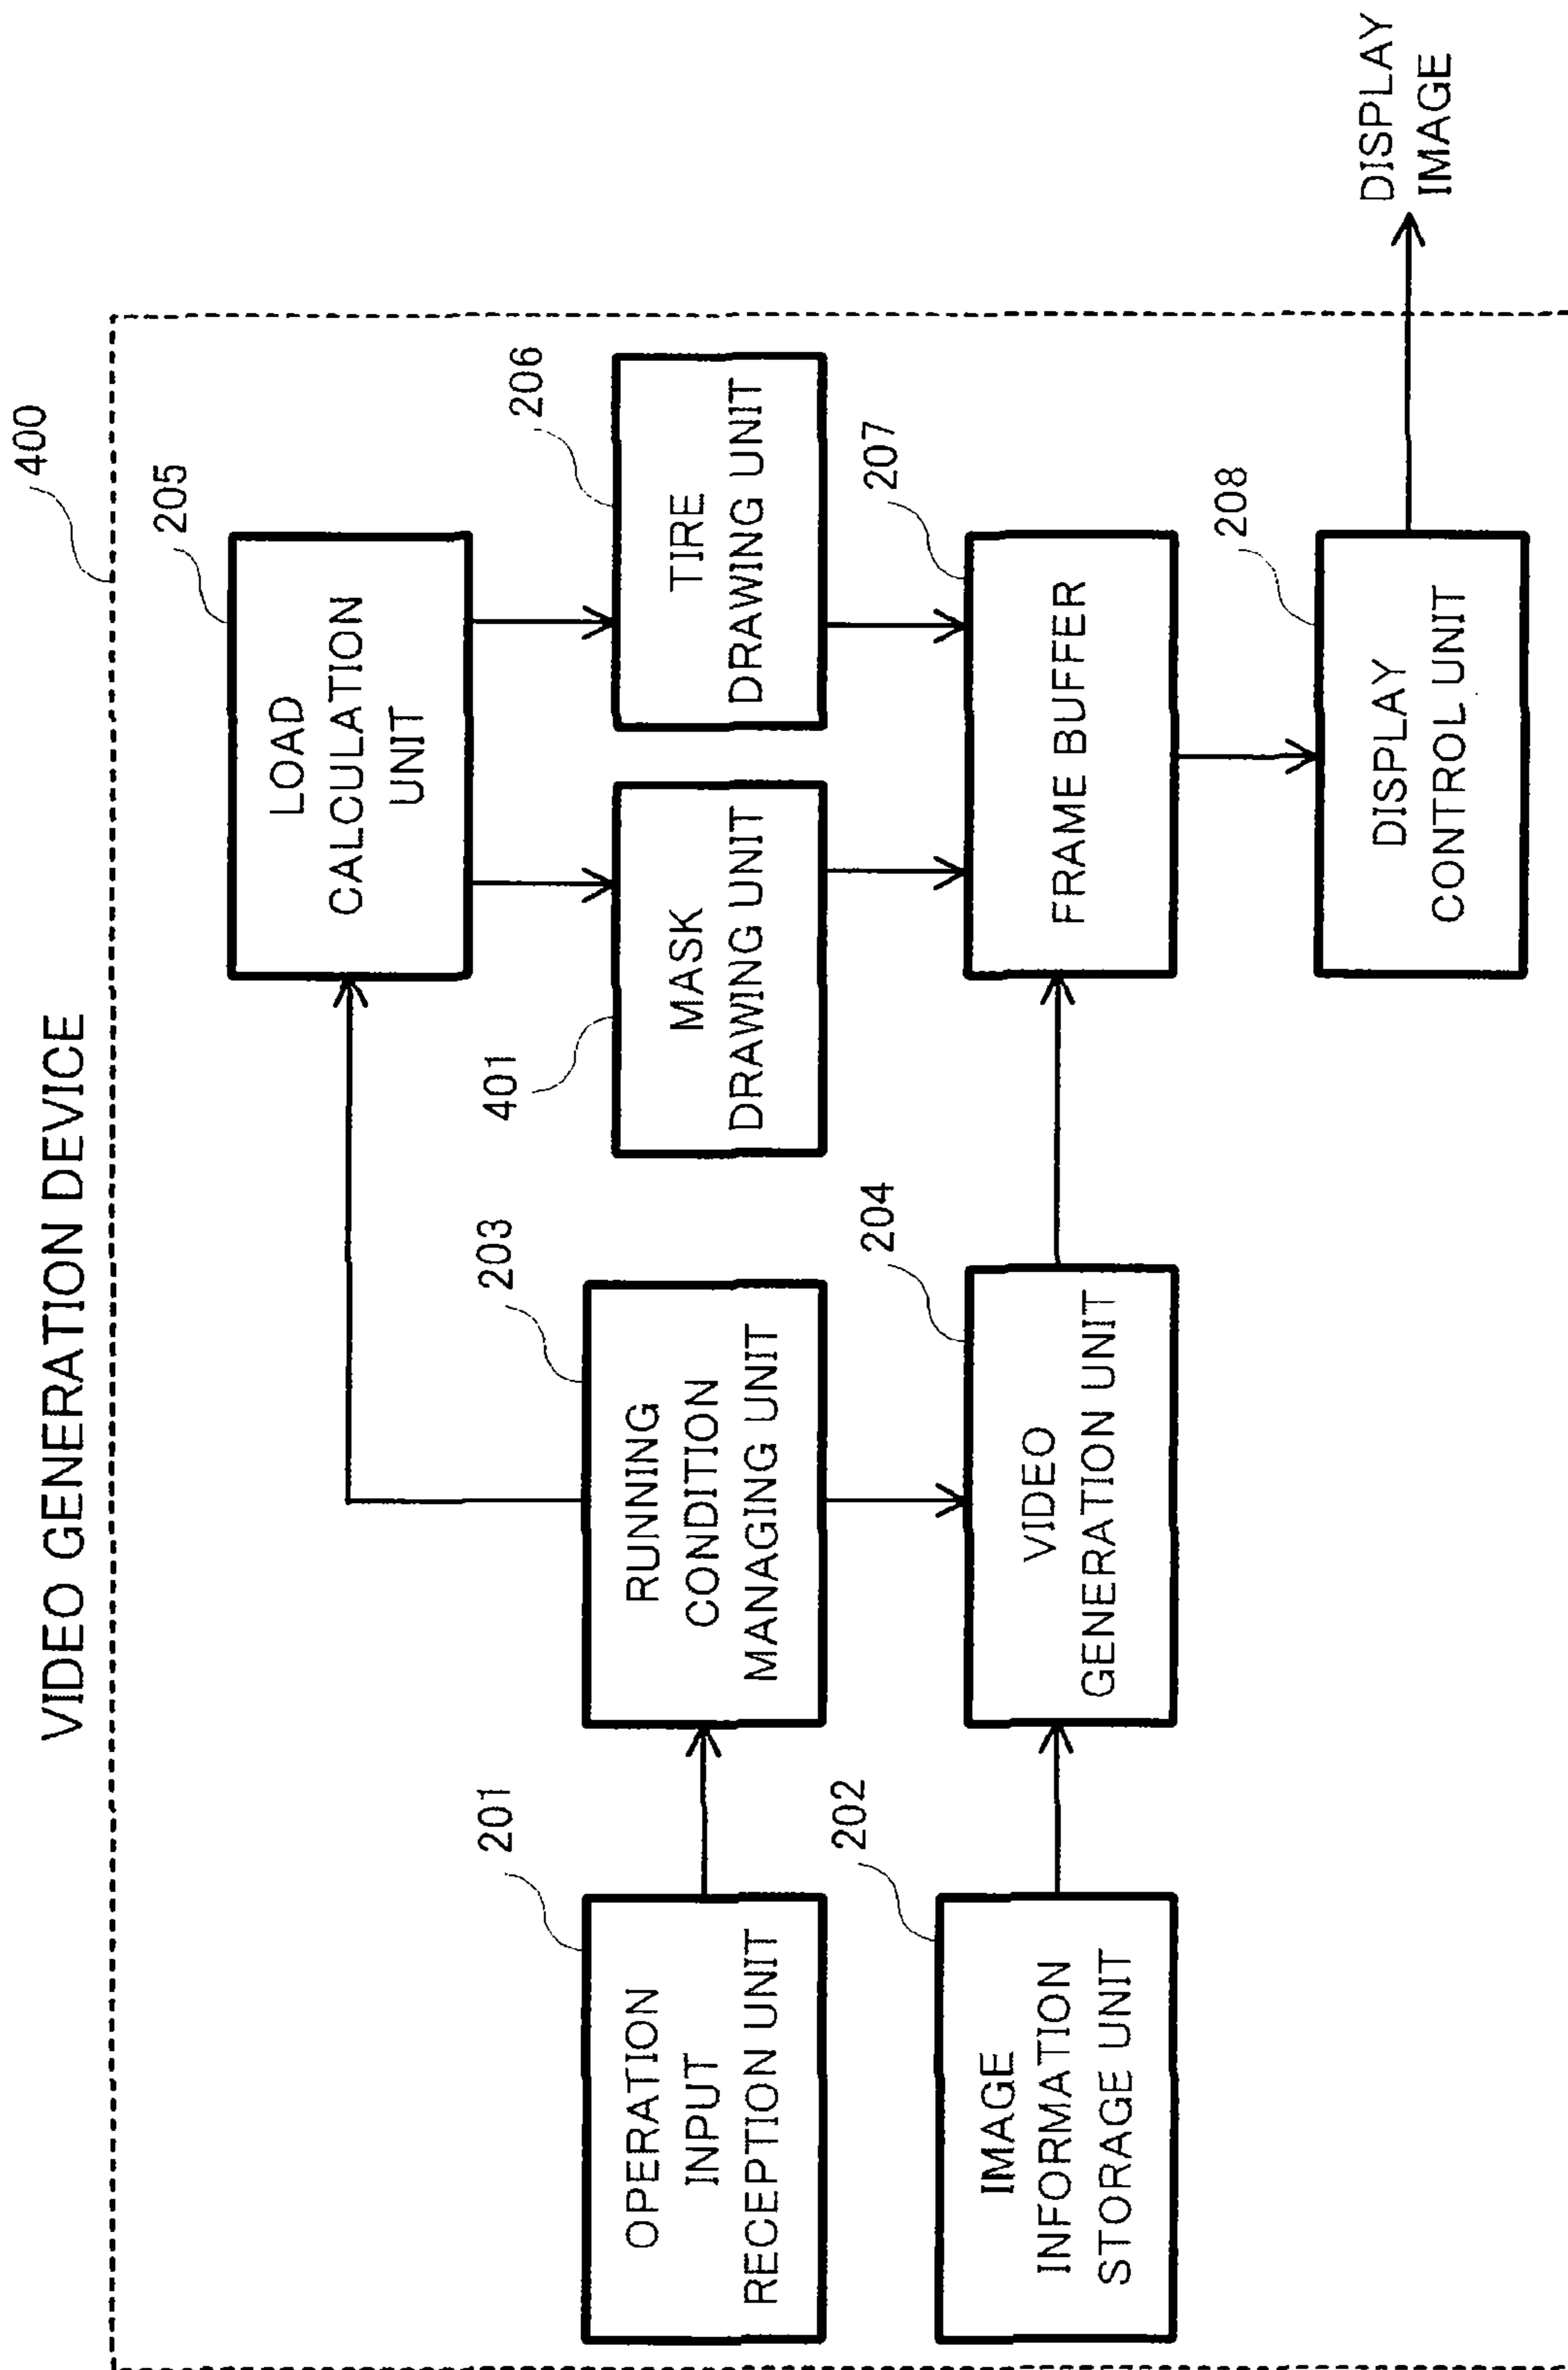 VIDEO GENERATION DEVICE
400
205
LOAD
CALCULATION
UNIT
401
MASK
DRAWING UNIT
206
TIRE
DRAWING UNIT
201
OPERATION
INPUT
RECEPTION UNIT
203
RUNNING
CONDITION
MANAGING UNIT
202
IMAGE
INFORMATION
STORAGE UNIT
204
VIDEO
GENERATION UNIT
207
FRAME BUFFER
208
DISPLAY
CONTROL UNIT
DISPLAY
IMAGE